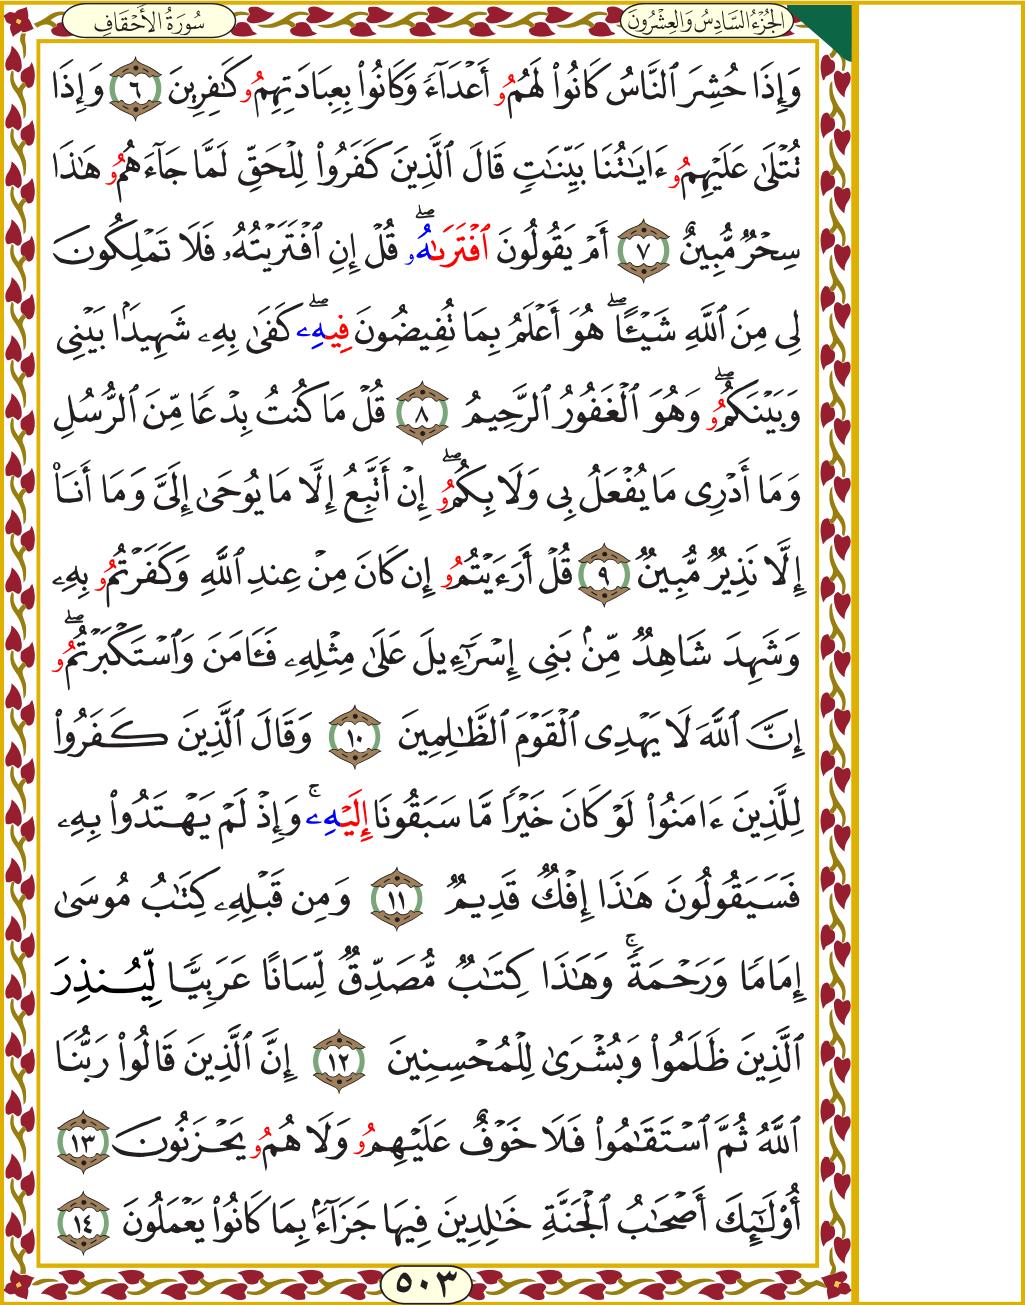 سُورَةُ الأَحْقَافِ
الجُزْءُ السَّادِسُ وَالعِشْرُونَ
وَإِذَا حُشِرَ ٱلنَّاسُ كَانُوا۟ لَهُمُۥ أَعْدَآءً وَكَانُوا۟ بِعِبَادَتِهِمُۥ كَٰفِرِينَ ٦ وَإِذَا
تُتْلَىٰ عَلَيْهِمُۥ ءَايَٰتُنَا بَيِّنَٰتٍ قَالَ ٱلَّذِينَ كَفَرُوا۟ لِلْحَقِّ لَمَّا جَآءَهُمُۥ هَٰذَا
سِحْرٌ مُّبِينٌ ٧ أَمْ يَقُولُونَ ٱفْتَرَىٰهُۥۖ قُلْ إِنِ ٱفْتَرَيْتُهُۥ فَلَا تَمْلِكُونَ
لِى مِنَ ٱللَّهِ شَيْـًٔاۖ هُوَ أَعْلَمُ بِمَا تُفِيضُونَ فِيهِۦۖ كَفَىٰ بِهِۦ شَهِيدًۢا بَيْنِى
وَبَيْنَكُمُۥۖ وَهُوَ ٱلْغَفُورُ ٱلرَّحِيمُ ٨ قُلْ مَا كُنتُ بِدْعًا مِّنَ ٱلرُّسُلِ
وَمَا أَدْرِى مَا يُفْعَلُ بِى وَلَا بِكُمُۥۖ إِنْ أَتَّبِعُ إِلَّا مَا يُوحَىٰ إِلَىَّ وَمَا أَنَا۠
إِلَّا نَذِيرٌ مُّبِينٌ ٩ قُلْ أَرَءَيْتُمُۥ إِن كَانَ مِنْ عِندِ ٱللَّهِ وَكَفَرْتُمُۥ بِهِۦ
وَشَهِدَ شَاهِدٌ مِّنۢ بَنِى إِسْرَٰٓءِيلَ عَلَىٰ مِثْلِهِۦ فَـَٔامَنَ وَٱسْتَكْبَرْتُمُۥۖ
إِنَّ ٱللَّهَ لَا يَهْدِى ٱلْقَوْمَ ٱلظَّٰلِمِينَ ١٠ وَقَالَ ٱلَّذِينَ كَفَرُوا۟
لِلَّذِينَ ءَامَنُوا۟ لَوْ كَانَ خَيْرًا مَّا سَبَقُونَا إِلَيْهِۦۚ وَإِذْ لَمْ يَهْتَدُوا۟ بِهِۦ
فَسَيَقُولُونَ هَٰذَا إِفْكٌ قَدِيمٌ ١١ وَمِن قَبْلِهِۦ كِتَٰبُ مُوسَىٰ
إِمَامًا وَرَحْمَةًۚ وَهَٰذَا كِتَٰبٌ مُّصَدِّقٌ لِّسَانًا عَرَبِيًّا لِّيُنذِرَ
ٱلَّذِينَ ظَلَمُوا۟ وَبُشْرَىٰ لِلْمُحْسِنِينَ ١٢ إِنَّ ٱلَّذِينَ قَالُوا۟ رَبُّنَا
ٱللَّهُ ثُمَّ ٱسْتَقَٰمُوا۟ فَلَا خَوْفٌ عَلَيْهِمُۥ وَلَا هُمُۥ يَحْزَنُونَ ١٣
أُو۟لَٰٓئِكَ أَصْحَٰبُ ٱلْجَنَّةِ خَٰلِدِينَ فِيهَا جَزَآءًۢ بِمَا كَانُوا۟ يَعْمَلُونَ ١٤
٥٠٣